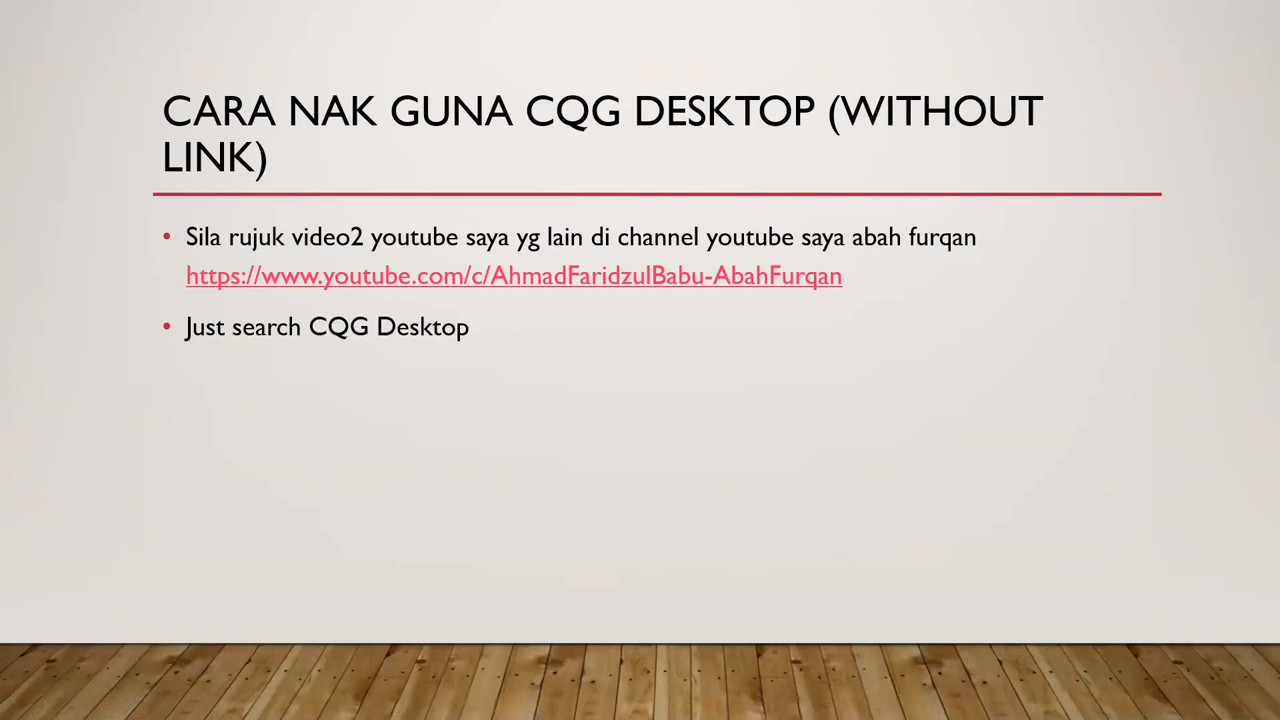 CARA NAK GUNA CQG DESKTOP (WITHOUT
LINK)
• Sila rujuk video2 youtube saya yg lain di channel youtube saya abah furqan
https://www.youtube.com/c/AhmadFaridzulBabu-AbahFurqan
• Just search CQG Desktop